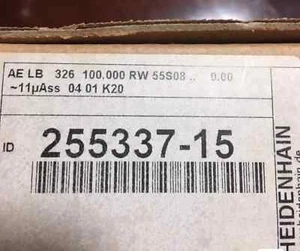 AE LB 326 100.000 RW 55S08 .. 0.00
~11µAss 04 01 K20
ID 255337-15
HEIDENHAIN